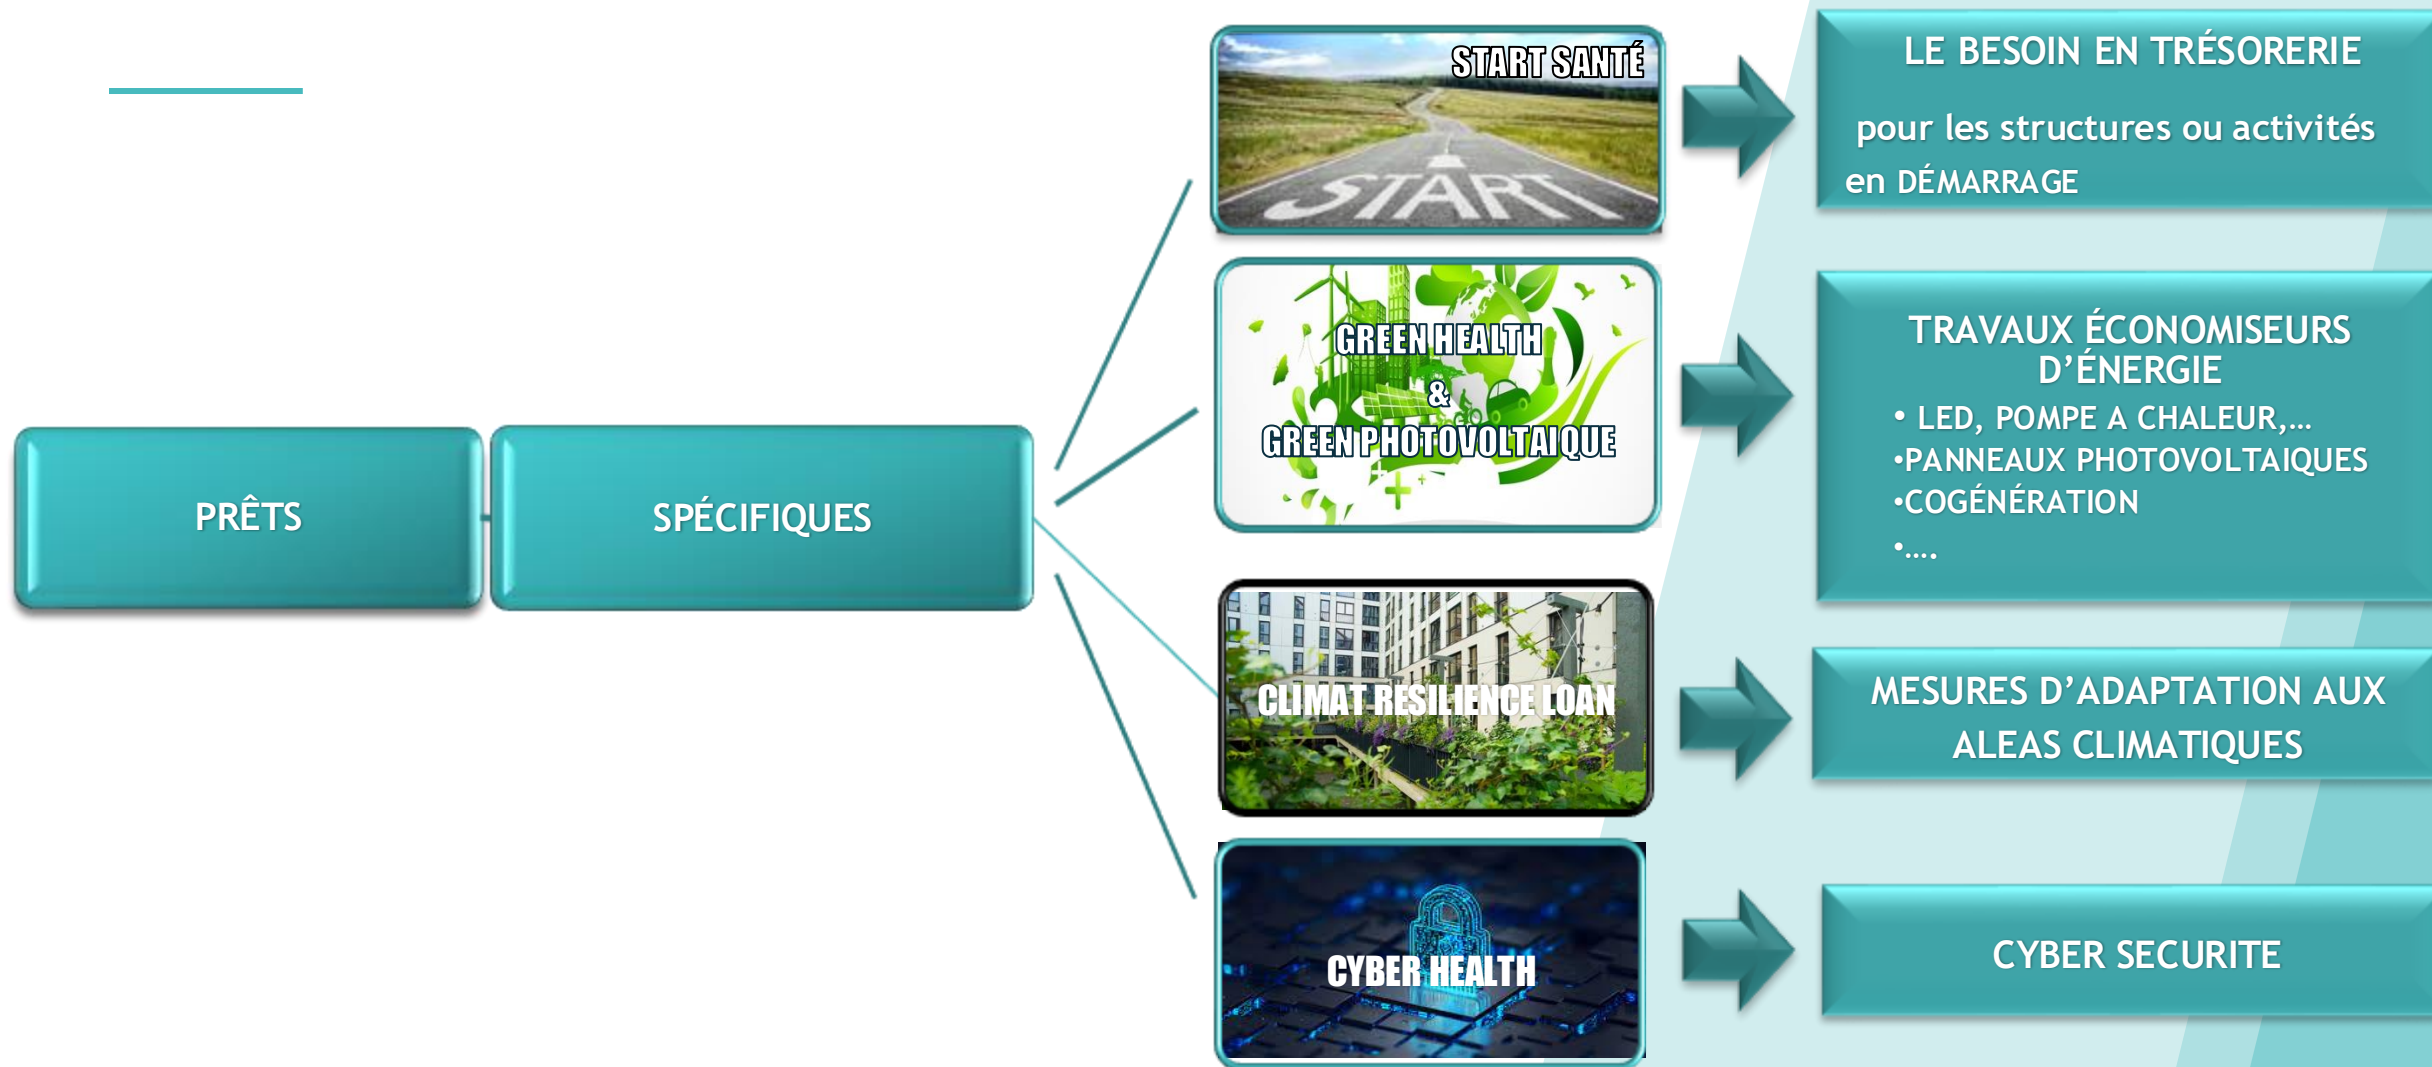 PRÊTS
SPÉCIFIQUES
START SANTÉ
START
LE BESOIN EN TRÉSORERIE
pour les structures ou activités
en DÉMARRAGE
GREEN HEALTH
&
GREEN PHOTOVOLTAIQUE
TRAVAUX ÉCONOMISEURS
D’ÉNERGIE
• LED, POMPE A CHALEUR,…
•PANNEAUX PHOTOVOLTAIQUES
•COGÉNÉRATION
•….
CLIMAT RESILIENCE LOAN
MESURES D’ADAPTATION AUX
ALEAS CLIMATIQUES
CYBER HEALTH
CYBER SECURITE